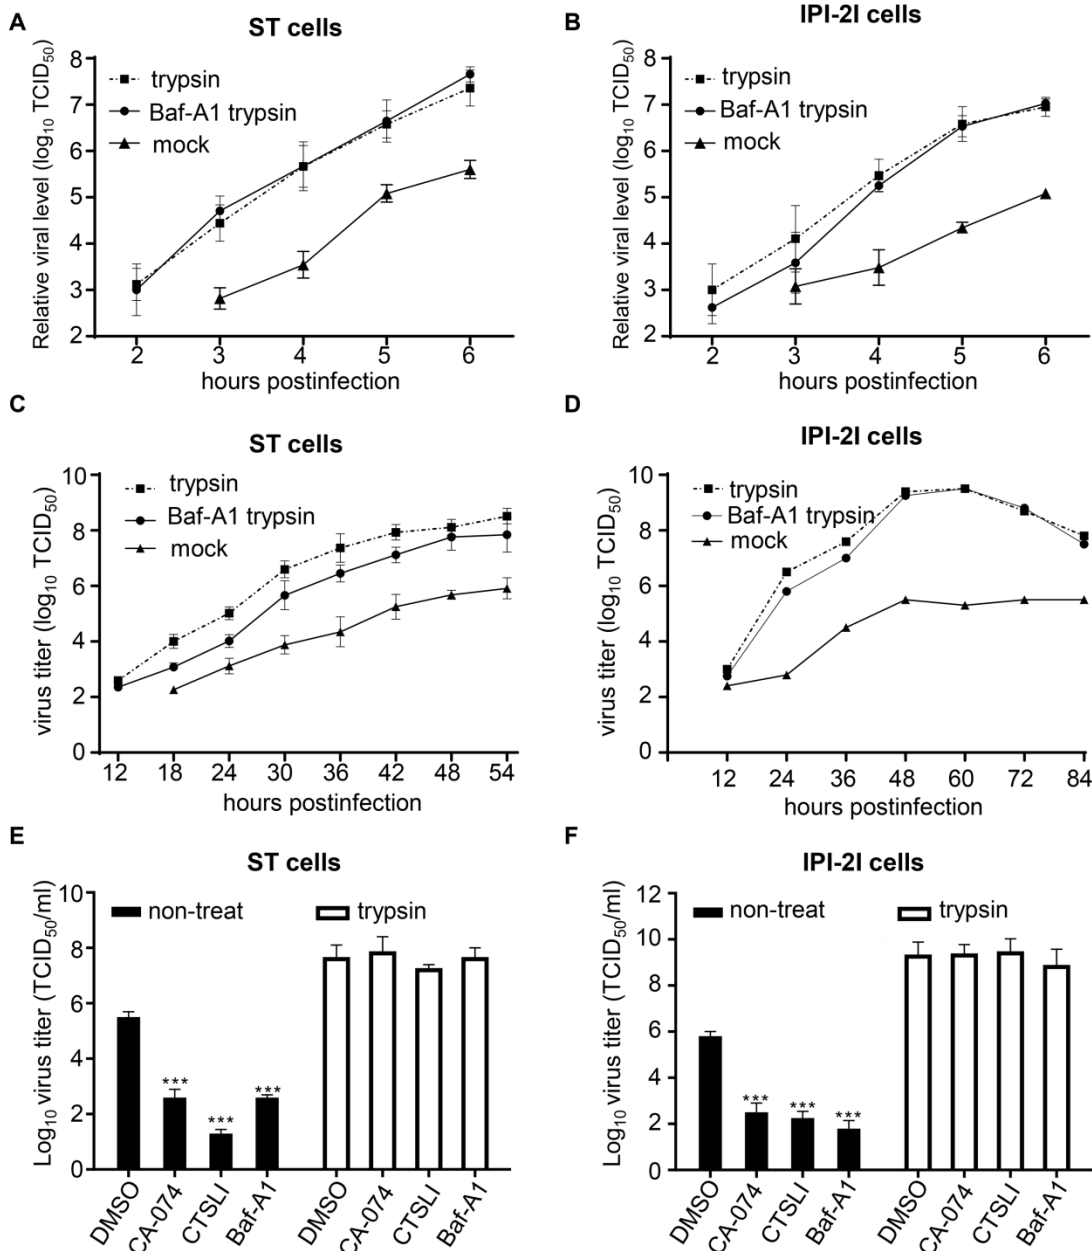 A
ST cells
Relative viral level (log10 TCID50)
8
7
6
5
4
3
2
trypsin
Baf-A1 trypsin
mock
2 3 4 5 6
hours postinfection
B
IPI-2I cells
Relative viral level (log10 TCID50)
8
7
6
5
4
3
2
trypsin
Baf-A1 trypsin
mock
2 3 4 5 6
hours postinfection
C
ST cells
virus titer (log10 TCID50)
10
8
6
4
2
0
trypsin
Baf-A1 trypsin
mock
12 18 24 30 36 42 48 54
hours postinfection
D
IPI-2I cells
virus titer (log10 TCID50)
10
8
6
4
2
0
trypsin
Baf-A1 trypsin
mock
12 24 36 48 60 72 84
hours postinfection
E
ST cells
Log10 virus titer (TCID50/ml)
10
8
6
4
2
0
non-treat
trypsin
*** *** ***
DMSO CA-074 CTSLI Baf-A1 DMSO CA-074 CTSLI Baf-A1
F
IPI-2I cells
Log10 virus titer (TCID50/ml)
12
10
8
6
4
2
0
non-treat
trypsin
*** *** ***
DMSO CA-074 CTSLI Baf-A1 DMSO CA-074 CTSLI Baf-A1